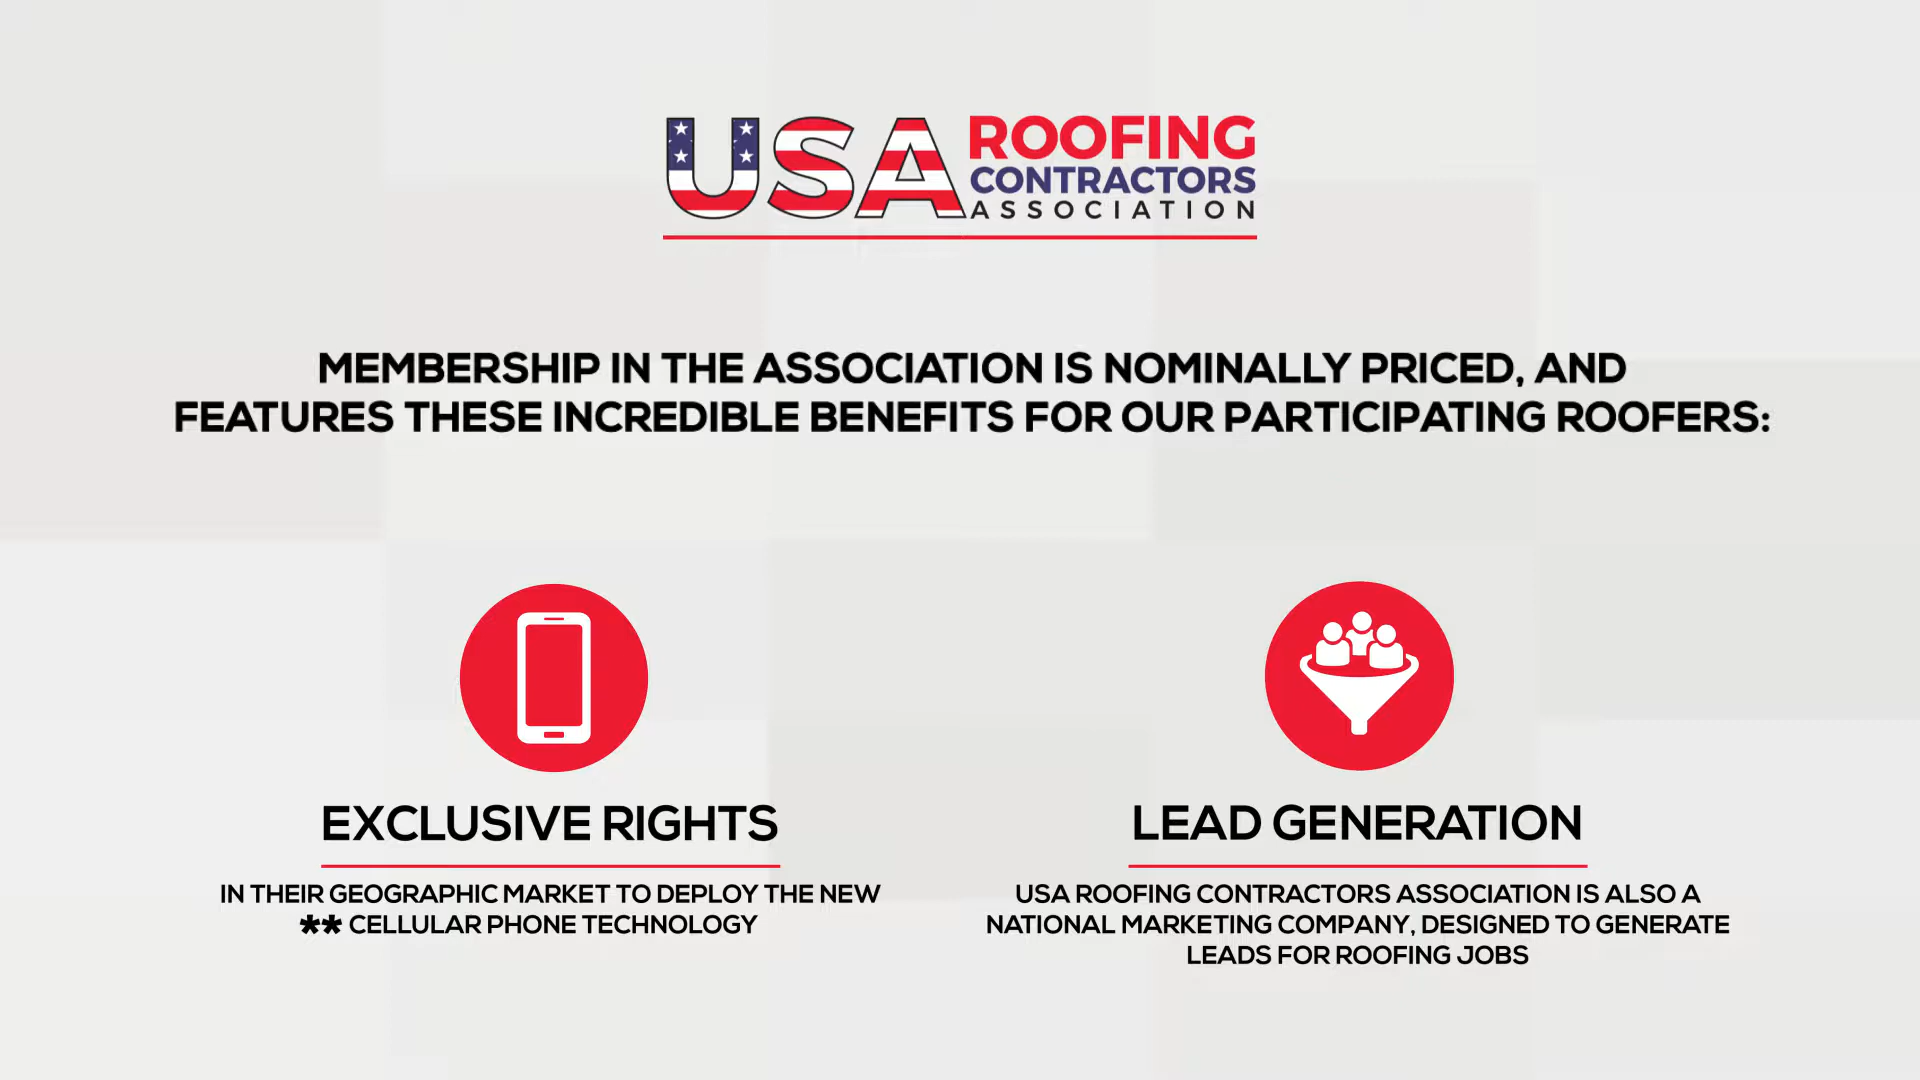 USA ROOFING
CONTRACTORS
ASSOCIATION
MEMBERSHIP IN THE ASSOCIATION IS NOMINALLY PRICED, AND
FEATURES THESE INCREDIBLE BENEFITS FOR OUR PARTICIPATING ROOFERS:
EXCLUSIVE RIGHTS
IN THEIR GEOGRAPHIC MARKET TO DEPLOY THE NEW
** CELLULAR PHONE TECHNOLOGY
LEAD GENERATION
USA ROOFING CONTRACTORS ASSOCIATION IS ALSO A
NATIONAL MARKETING COMPANY, DESIGNED TO GENERATE
LEADS FOR ROOFING JOBS